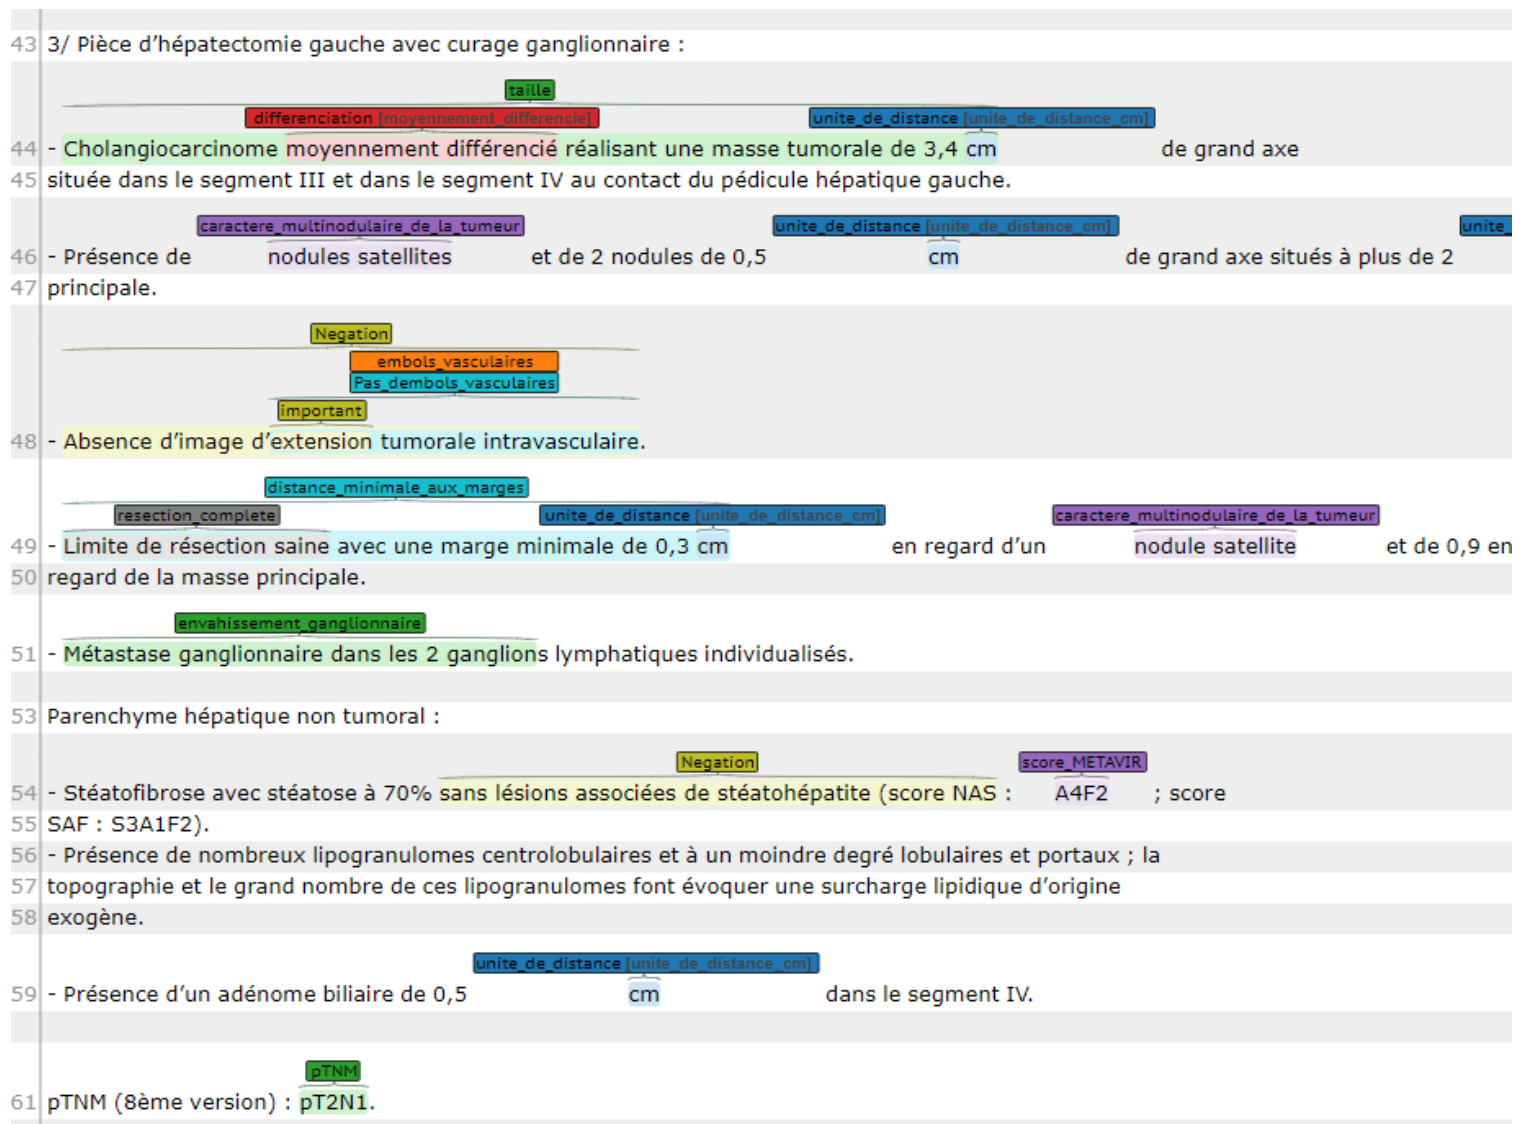 43 3/ Pièce d’hépatectomie gauche avec curage ganglionnaire :
taille
differenciation [moyennement_differencie] unite_de_distance [unite_de_distance_cm]
44 - Cholangiocarcinome moyennement différencié réalisant une masse tumorale de 3,4 cm de grand axe
45 située dans le segment III et dans le segment IV au contact du pédicule hépatique gauche.
caractere_multinodulaire_de_la_tumeur unite_de_distance [unite_de_distance_cm] unite_
46 - Présence de nodules satellites et de 2 nodules de 0,5 cm de grand axe situés à plus de 2
47 principale.
Negation
embols_vasculaires
Pas_dembols_vasculaires
important
48 - Absence d’image d’extension tumorale intravasculaire.
distance_minimale_aux_marges
resection_complete unite_de_distance [unite_de_distance_cm] caractere_multinodulaire_de_la_tumeur
49 - Limite de résection saine avec une marge minimale de 0,3 cm en regard d’un nodule satellite et de 0,9 en
50 regard de la masse principale.
envahissement_ganglionnaire
51 - Métastase ganglionnaire dans les 2 ganglions lymphatiques individualisés.
53 Parenchyme hépatique non tumoral :
Negation score_METAVIR
54 - Stéatofibrose avec stéatose à 70% sans lésions associées de stéatohépatite (score NAS : A4F2 ; score
55 SAF : S3A1F2).
56 - Présence de nombreux lipogranulomes centrolobulaires et à un moindre degré lobulaires et portaux ; la
57 topographie et le grand nombre de ces lipogranulomes font évoquer une surcharge lipidique d’origine
58 exogène.
unite_de_distance [unite_de_distance_cm]
59 - Présence d’un adénome biliaire de 0,5 cm dans le segment IV.
pTNM
61 pTNM (8ème version) : pT2N1.